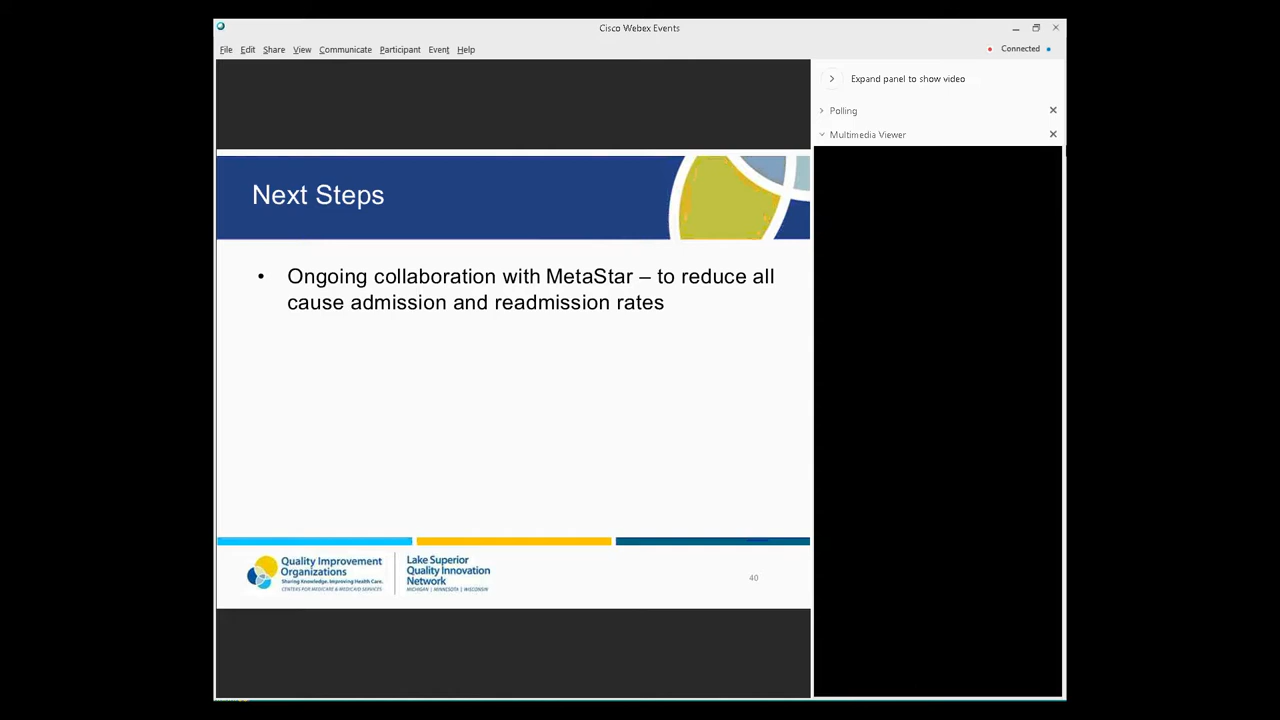 Cisco Webex Events
File Edit Share View Communicate Participant Event Help
Connected
Expand panel to show video
Polling
Multimedia Viewer
Next Steps
• Ongoing collaboration with MetaStar – to reduce all
cause admission and readmission rates
Quality Improvement
Organizations
Sharing Knowledge. Improving Health Care.
CENTERS FOR MEDICARE & MEDICAID SERVICES
Lake Superior
Quality Innovation
Network
MICHIGAN | MINNESOTA | WISCONSIN
40